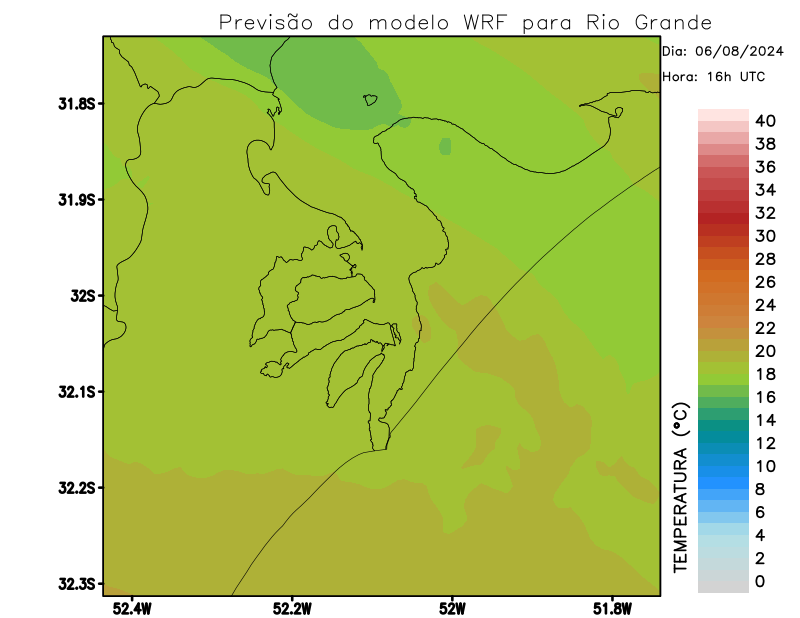 Previsão do modelo WRF para Rio Grande
Dia: 06/08/2024
Hora: 16h UTC
31.8S
31.9S
32S
32.1S
32.2S
32.3S
52.4W
52.2W
52W
51.8W
TEMPERATURA (°C)
40
38
36
34
32
30
28
26
24
22
20
18
16
14
12
10
8
6
4
2
0